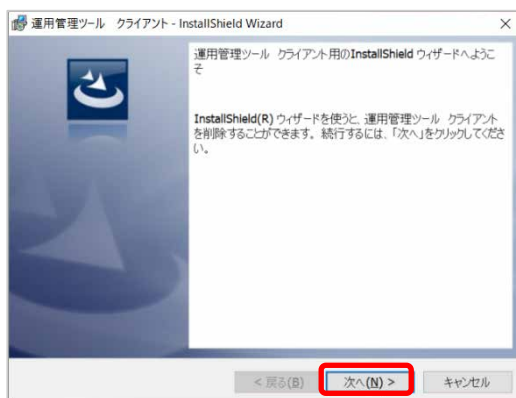 運用管理ツール クライアント - InstallShield Wizard
運用管理ツール クライアント用のInstallShield ウィザードへようこ
そ
InstallShield(R) ウィザードを使うと、運用管理ツール クライアント
を削除することができます。続行するには、「次へ」をクリックしてくださ
い。
< 戻る(B)
次へ(N) >
キャンセル